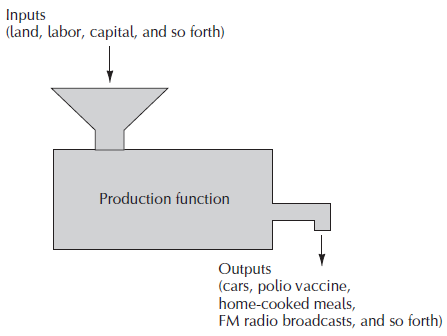 Inputs
(land, labor, capital, and so forth)
Production function
Outputs
(cars, polio vaccine,
home-cooked meals,
FM radio broadcasts, and so forth)